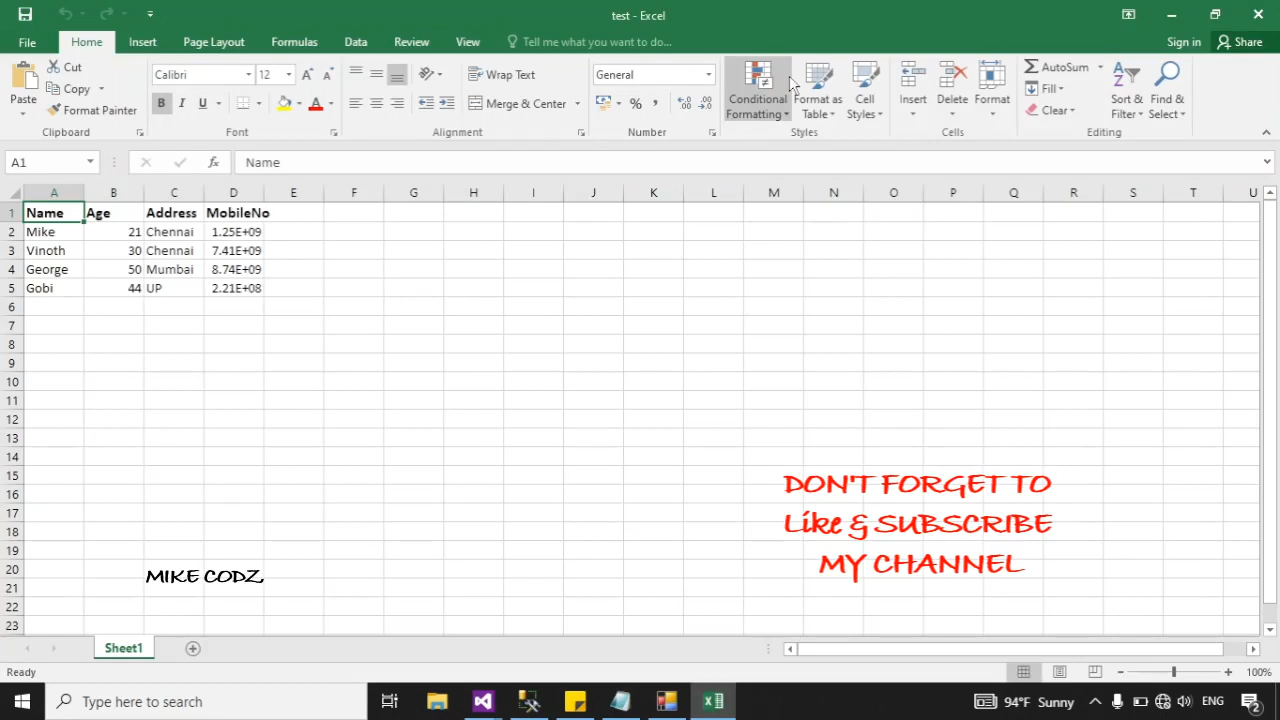 test - Excel
File Home Insert Page Layout Formulas Data Review View Tell me what you want to do... Sign in Share
Cut
Copy
Format Painter
Paste
Clipboard
Calibri 12
B I U A
Font
Wrap Text
Merge & Center
Alignment
General
% ,
Number
Conditional Formatting
Format as Table
Cell Styles
Styles
Insert Delete Format
Cells
AutoSum
Fill
Clear
Sort & Filter
Find & Select
Editing
A1 fx Name
A B C D E F G H I J K L M N O P Q R S T U
1 Name Age Address MobileNo
2 Mike 21 Chennai 1.25E+09
3 Vinoth 30 Chennai 7.41E+09
4 George 50 Mumbai 8.74E+09
5 Gobi 44 UP 2.21E+08
6
7
8
9
10
11
12
13
14
15
16
17
18
19
20
21
22
23
DON'T FORGET TO
Like & SUBSCRIBE
MY CHANNEL
MIKE CODZ,
Sheet1
Ready 100%
Type here to search 94°F Sunny ENG 2